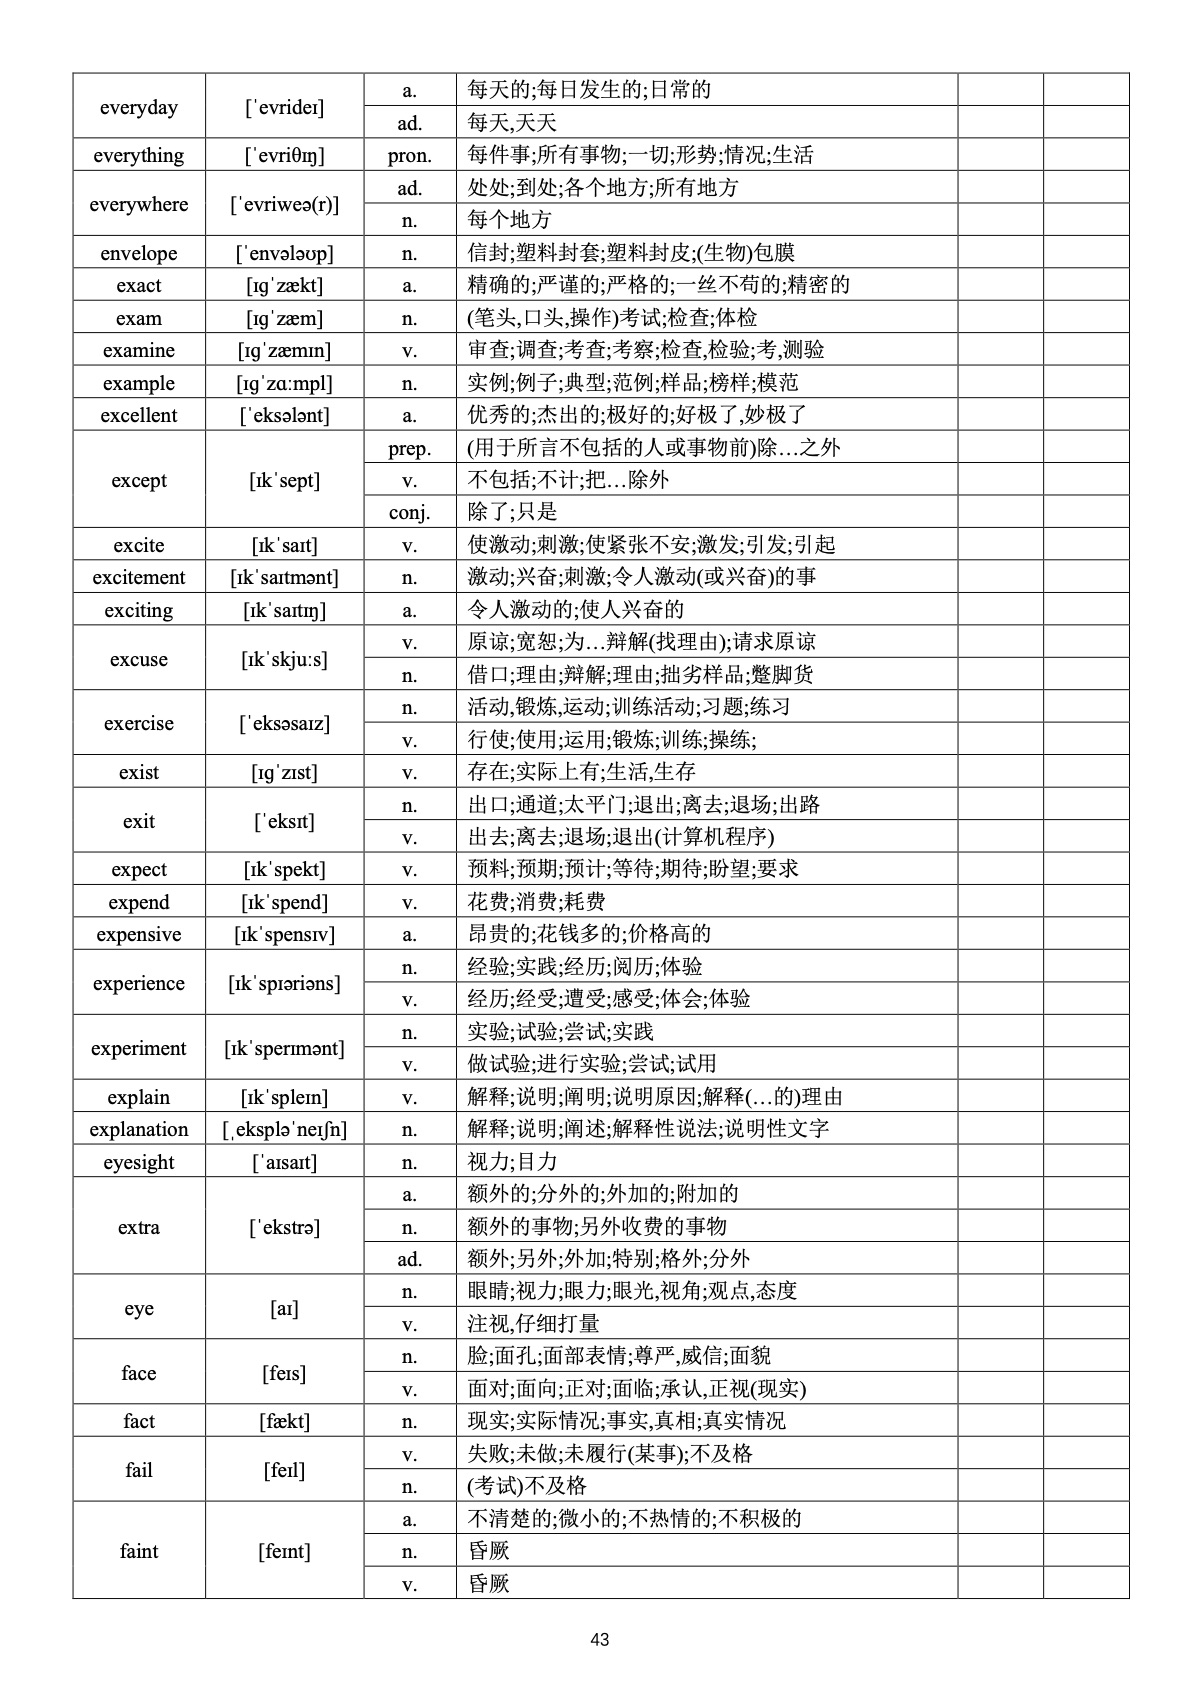 everyday [ˈevrideɪ] a. 每天的;每日发生的;日常的
ad. 每天,天天
everything [ˈevriθɪŋ] pron. 每件事;所有事物;一切;形势;情况;生活
everywhere [ˈevriweə(r)] ad. 处处;到处;各个地方;所有地方
n. 每个地方
envelope [ˈenvələʊp] n. 信封;塑料封套;塑料封皮;(生物)包膜
exact [ɪɡˈzækt] a. 精确的;严谨的;严格的;一丝不苟的;精密的
exam [ɪɡˈzæm] n. (笔头,口头,操作)考试;检查;体检
examine [ɪɡˈzæmɪn] v. 审查;调查;考查;考察;检查,检验;考,测验
example [ɪɡˈzɑːmpl] n. 实例;例子;典型;范例;样品;榜样;模范
excellent [ˈeksələnt] a. 优秀的;杰出的;极好的;好极了,妙极了
except [ɪkˈsept] prep. (用于所言不包括的人或事物前)除…之外
v. 不包括;不计;把…除外
conj. 除了;只是
excite [ɪkˈsaɪt] v. 使激动;刺激;使紧张不安;激发;引发;引起
excitement [ɪkˈsaɪtmənt] n. 激动;兴奋;刺激;令人激动(或兴奋)的事
exciting [ɪkˈsaɪtɪŋ] a. 令人激动的;使人兴奋的
excuse [ɪkˈskjuːs] v. 原谅;宽恕;为…辩解(找理由);请求原谅
n. 借口;理由;辩解;理由;拙劣样品;蹩脚货
exercise [ˈeksəsaɪz] n. 活动,锻炼,运动;训练活动;习题;练习
v. 行使;使用;运用;锻炼;训练;操练;
exist [ɪɡˈzɪst] v. 存在;实际上有;生活,生存
exit [ˈeksɪt] n. 出口;通道;太平门;退出;离去;退场;出路
v. 出去;离去;退场;退出(计算机程序)
expect [ɪkˈspekt] v. 预料;预期;预计;等待;期待;盼望;要求
expend [ɪkˈspend] v. 花费;消费;耗费
expensive [ɪkˈspensɪv] a. 昂贵的;花钱多的;价格高的
experience [ɪkˈspɪəriəns] n. 经验;实践;经历;阅历;体验
v. 经历;经受;遭受;感受;体会;体验
experiment [ɪkˈsperɪmənt] n. 实验;试验;尝试;实践
v. 做试验;进行实验;尝试;试用
explain [ɪkˈspleɪn] v. 解释;说明;阐明;说明原因;解释(…的)理由
explanation [ˌekspləˈneɪʃn] n. 解释;说明;阐述;解释性说法;说明性文字
eyesight [ˈaɪsaɪt] n. 视力;目力
extra [ˈekstrə] a. 额外的;分外的;外加的;附加的
n. 额外的事物;另外收费的事物
ad. 额外;另外;外加;特别;格外;分外
eye [aɪ] n. 眼睛;视力;眼力;眼光,视角;观点,态度
v. 注视,仔细打量
face [feɪs] n. 脸;面孔;面部表情;尊严,威信;面貌
v. 面对;面向;正对;面临;承认,正视(现实)
fact [fækt] n. 现实;实际情况;事实,真相;真实情况
fail [feɪl] v. 失败;未做;未履行(某事);不及格
n. (考试)不及格
faint [feɪnt] a. 不清楚的;微小的;不热情的;不积极的
n. 昏厥
v. 昏厥
43